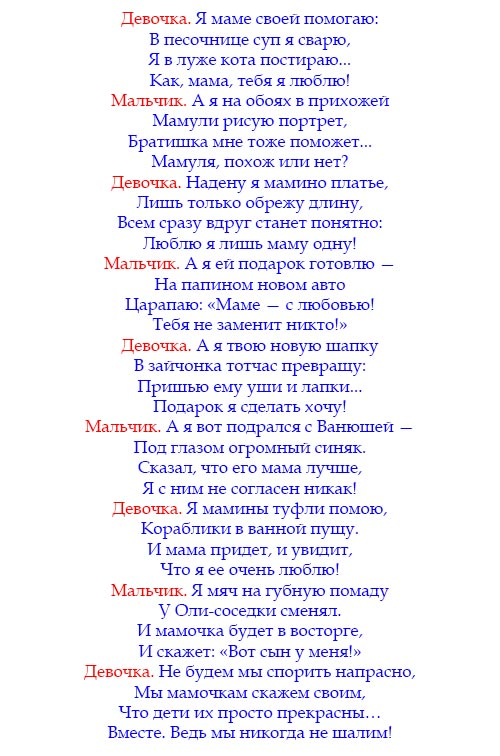 Девочка. Я маме своей помогаю:
В песочнице суп я сварю,
Я в луже кота постираю...
Как, мама, тебя я люблю!
Мальчик. А я на обоях в прихожей
Мамули рисую портрет,
Братишка мне тоже поможет...
Мамуля, похож или нет?
Девочка. Надену я мамино платье,
Лишь только обрежу длину,
Всем сразу вдруг станет понятно:
Люблю я лишь маму одну!
Мальчик. А я ей подарок готовлю —
На папином новом авто
Царапаю: «Маме — с любовью!
Тебя не заменит никто!»
Девочка. А я твою новую шапку
В зайчонка тотчас превращу:
Пришью ему уши и лапки...
Подарок я сделать хочу!
Мальчик. А я вот подрался с Ванюшей —
Под глазом огромный синяк.
Сказал, что его мама лучше,
Я с ним не согласен никак!
Девочка. Я мамины туфли помою,
Кораблики в ванной пущу.
И мама придет, и увидит,
Что я ее очень люблю!
Мальчик. Я мяч на губную помаду
У Оли-соседки сменял.
И мамочка будет в восторге,
И скажет: «Вот сын у меня!»
Девочка. Не будем мы спорить напрасно,
Мы мамочкам скажем своим,
Что дети их просто прекрасны…
Вместе. Ведь мы никогда не шалим!